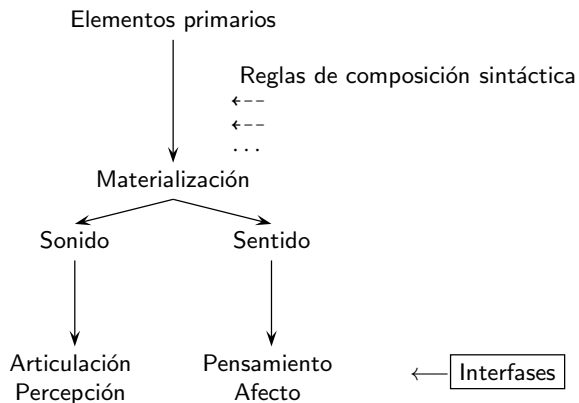 Elementos primarios
Reglas de composición sintáctica
...
Materialización
Sonido
Sentido
Articulación
Percepción
Pensamiento
Afecto
Interfases